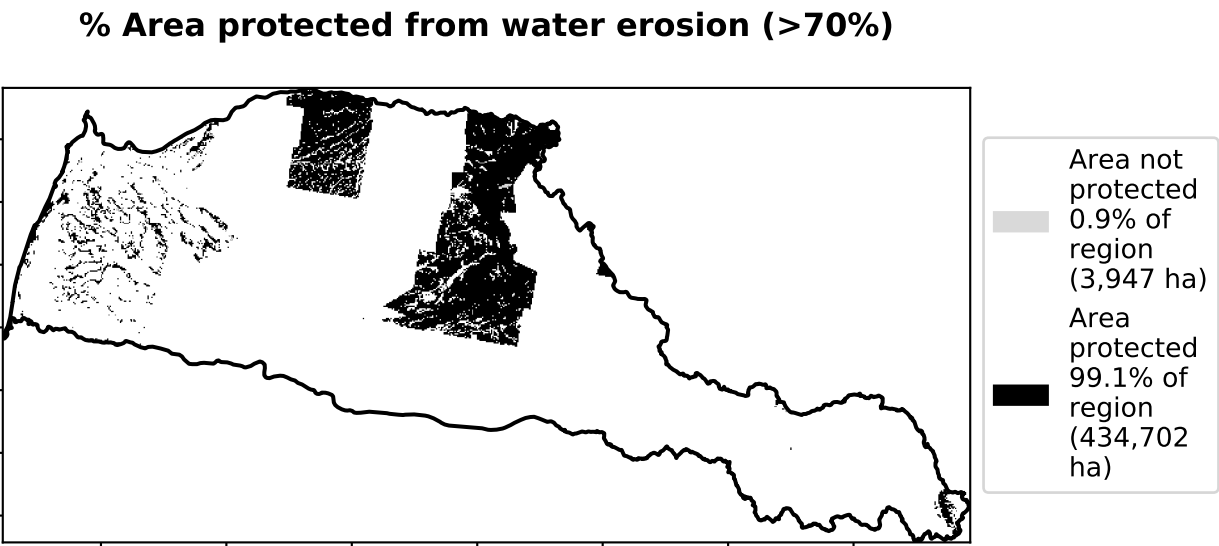 % Area protected from water erosion (>70%)
Area not
protected
0.9% of
region
(3,947 ha)
Area
protected
99.1% of
region
(434,702
ha)